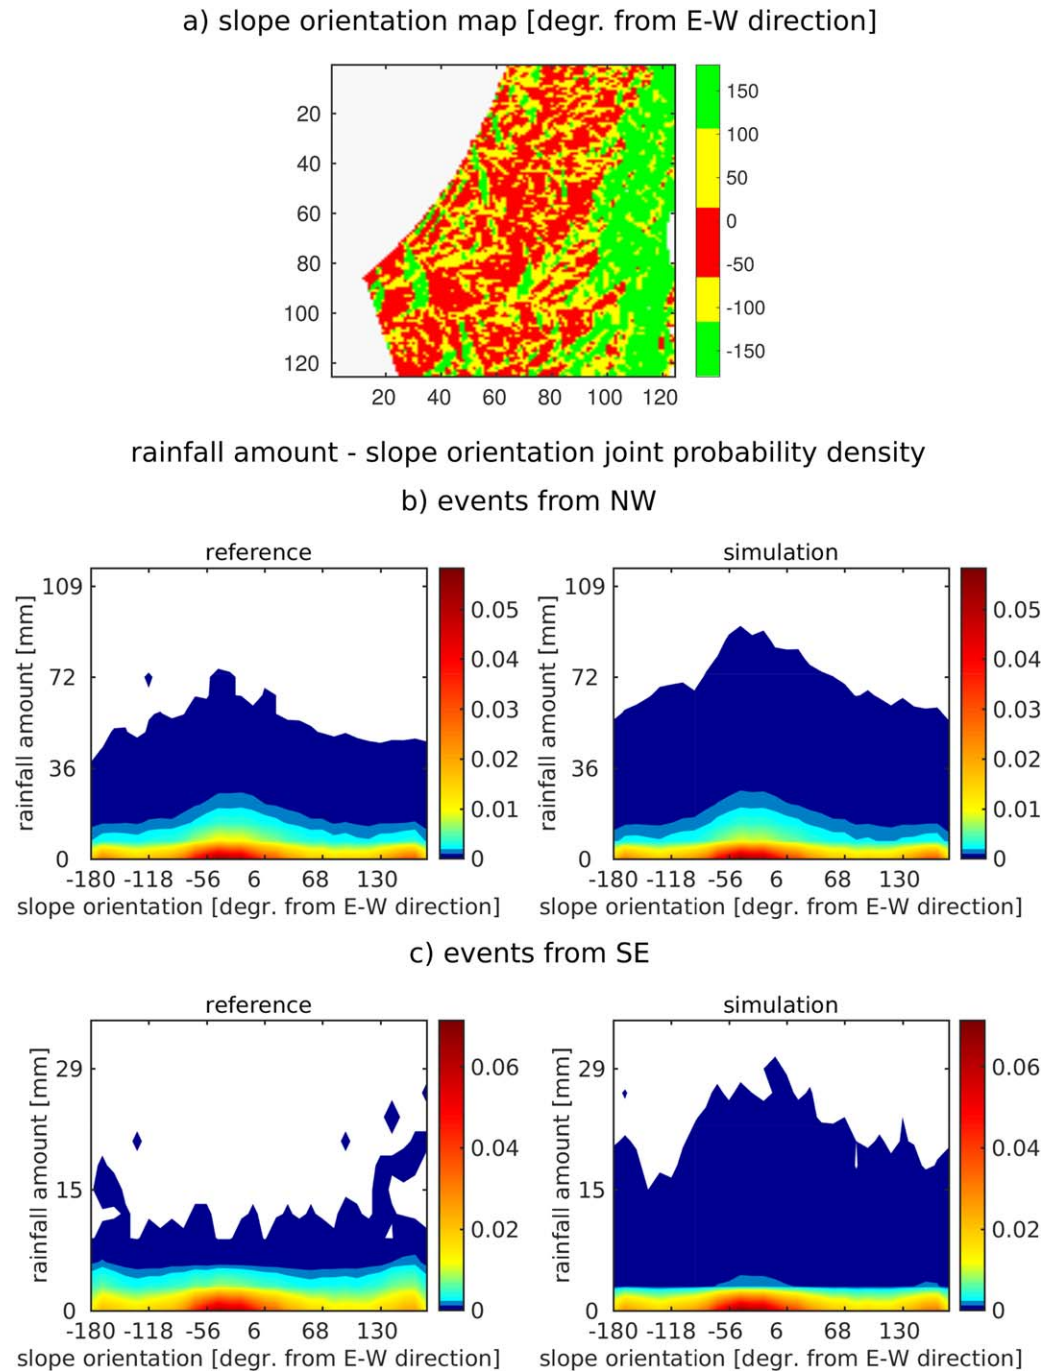 a) slope orientation map [degr. from E-W direction]
20
40
60
80
100
120
20 40 60 80 100 120
150
100
50
0
-50
-100
-150
rainfall amount - slope orientation joint probability density
b) events from NW
reference
rainfall amount [mm]
109
72
36
0
-180 -118 -56 6 68 130
slope orientation [degr. from E-W direction]
0.05
0.04
0.03
0.02
0.01
0
simulation
rainfall amount [mm]
109
72
36
0
-180 -118 -56 6 68 130
slope orientation [degr. from E-W direction]
0.05
0.04
0.03
0.02
0.01
0
c) events from SE
reference
rainfall amount [mm]
29
15
0
-180 -118 -56 6 68 130
slope orientation [degr. from E-W direction]
0.06
0.04
0.02
0
simulation
rainfall amount [mm]
29
15
0
-180 -118 -56 6 68 130
slope orientation [degr. from E-W direction]
0.06
0.04
0.02
0